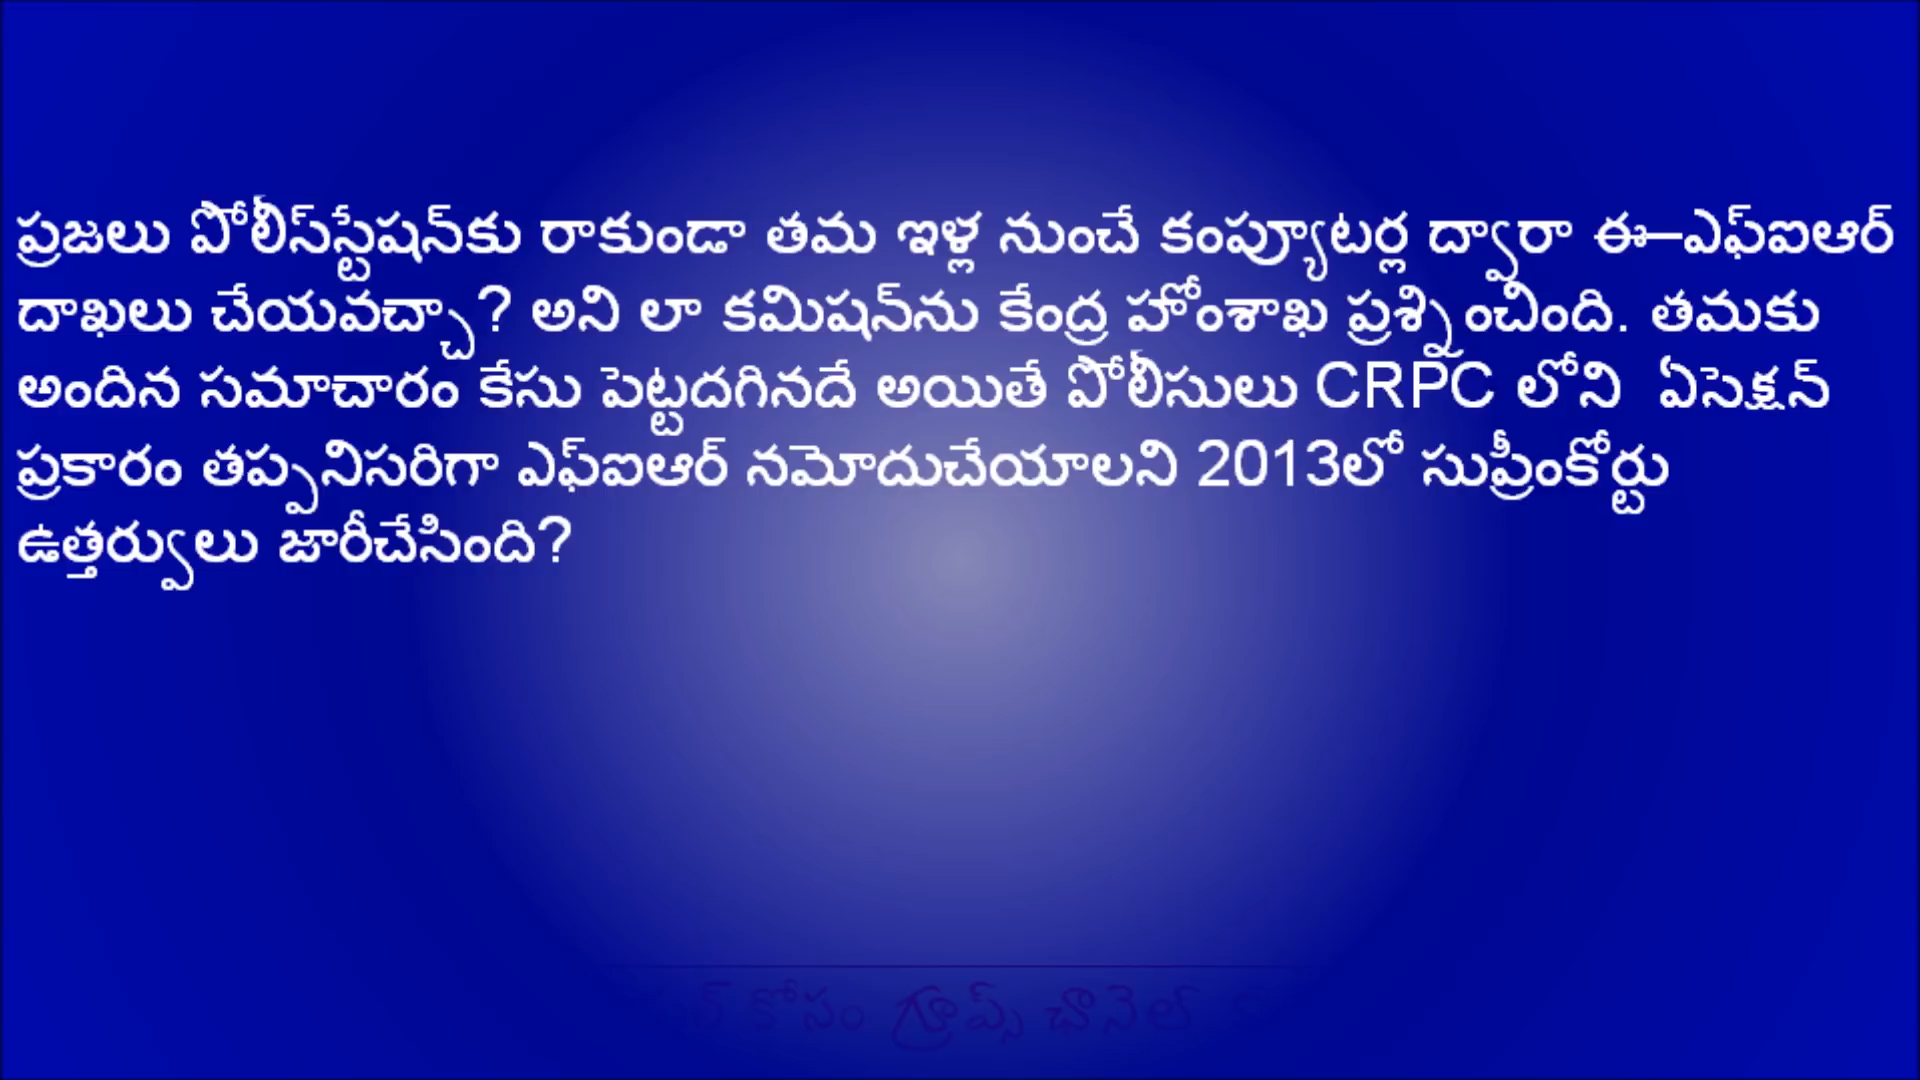 ప్రజలు పోలీస్‌స్టేషన్‌కు రాకుండా తమ ఇళ్ల నుంచే కంప్యూటర్ల ద్వారా ఈ–ఎఫ్ఐఆర్
దాఖలు చేయవచ్చా? అని లా కమిషన్‌ను కేంద్ర హోంశాఖ ప్రశ్నించింది. తమకు
అందిన సమాచారం కేసు పెట్టదగినదే అయితే పోలీసులు CRPC లోని ఏసెక్షన్
ప్రకారం తప్పనిసరిగా ఎఫ్ఐఆర్ నమోదుచేయాలని 2013లో సుప్రీంకోర్టు
ఉత్తర్వులు జారీచేసింది?
కోసం గ్రూప్స్ ఛానెల్